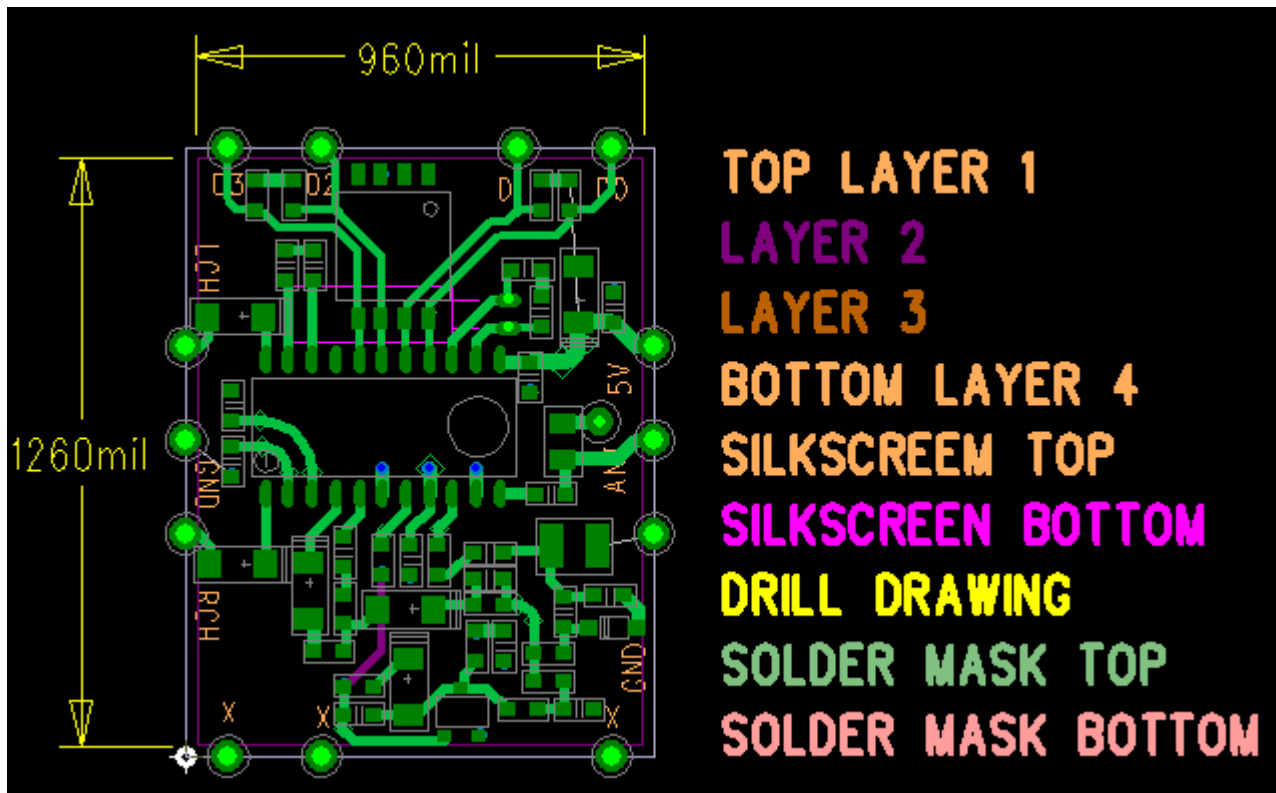 960mil
D3 D2 D D0
LCH
5V
1260mil
GND
AN
RCH
GND
X X X
TOP LAYER 1
LAYER 2
LAYER 3
BOTTOM LAYER 4
SILKSCREEM TOP
SILKSCREEN BOTTOM
DRILL DRAWING
SOLDER MASK TOP
SOLDER MASK BOTTOM